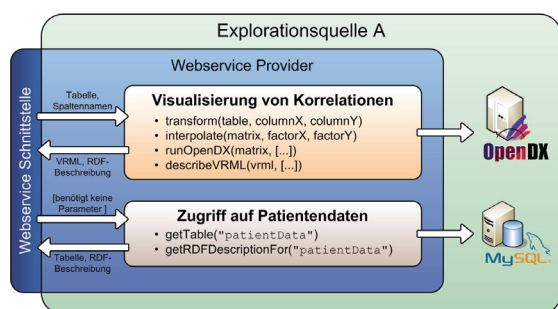 Explorationsquelle A
Webservice Provider
Webservice Schnittstelle
Tabelle,
Spaltennamen
VRML, RDF-
Beschreibung
Visualisierung von Korrelationen
• transform(table, columnX, columnY)
• interpolate(matrix, factorX, factorY)
• runOpenDX(matrix, [...])
• describeVRML(vrml, [...])
OpenDX
[benötigt keine
Parameter ]
Tabelle, RDF-
Beschreibung
Zugriff auf Patientendaten
• getTable("patientData")
• getRDFDescriptionFor("patientData")
MySQL